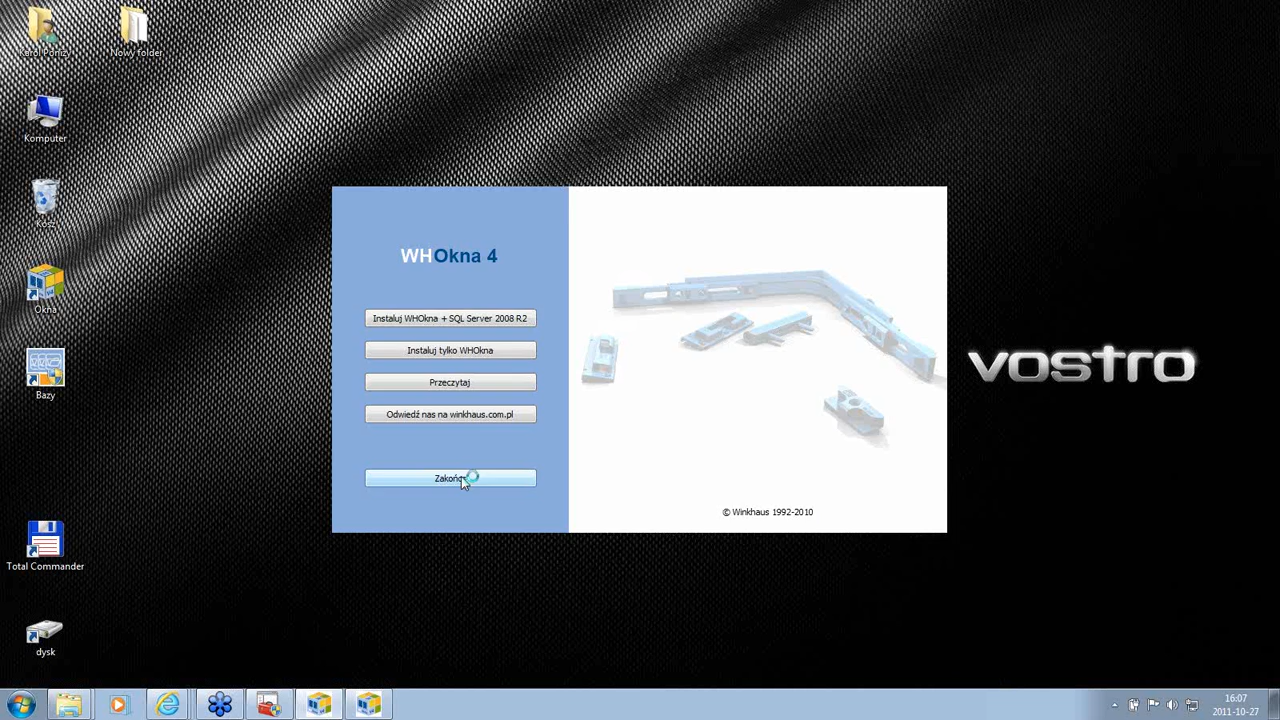 Karol Ponizy
Nowy folder
Komputer
Kosz
Okna
Bazy
Total Commander
dysk
WHOkna 4
Instaluj WHOkna + SQL Server 2008 R2
Instaluj tylko WHOkna
Przeczytaj
Odwiedź nas na winkhaus.com.pl
Zakończ
© Winkhaus 1992-2010
vostro
16:07
2011-10-27